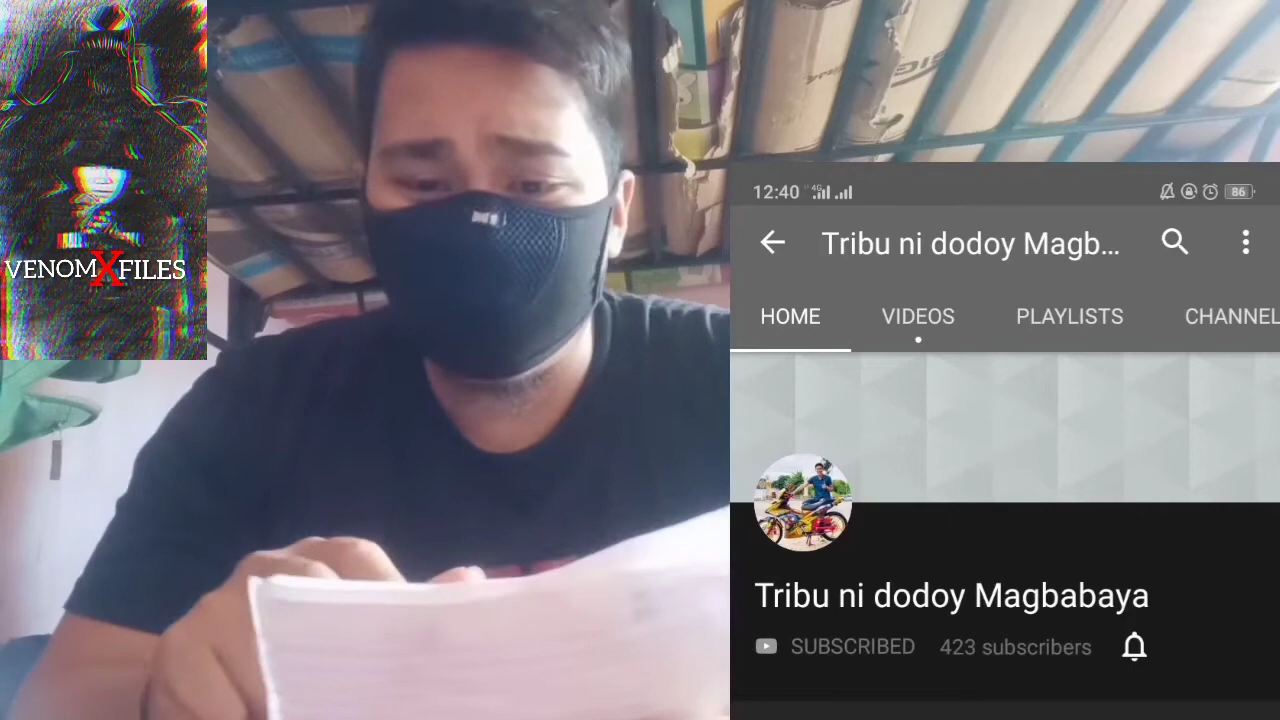 VENOMXFILES
12:40 4G 86
Tribu ni dodoy Magb...
HOME VIDEOS PLAYLISTS CHANNEL
Tribu ni dodoy Magbabaya
SUBSCRIBED 423 subscribers